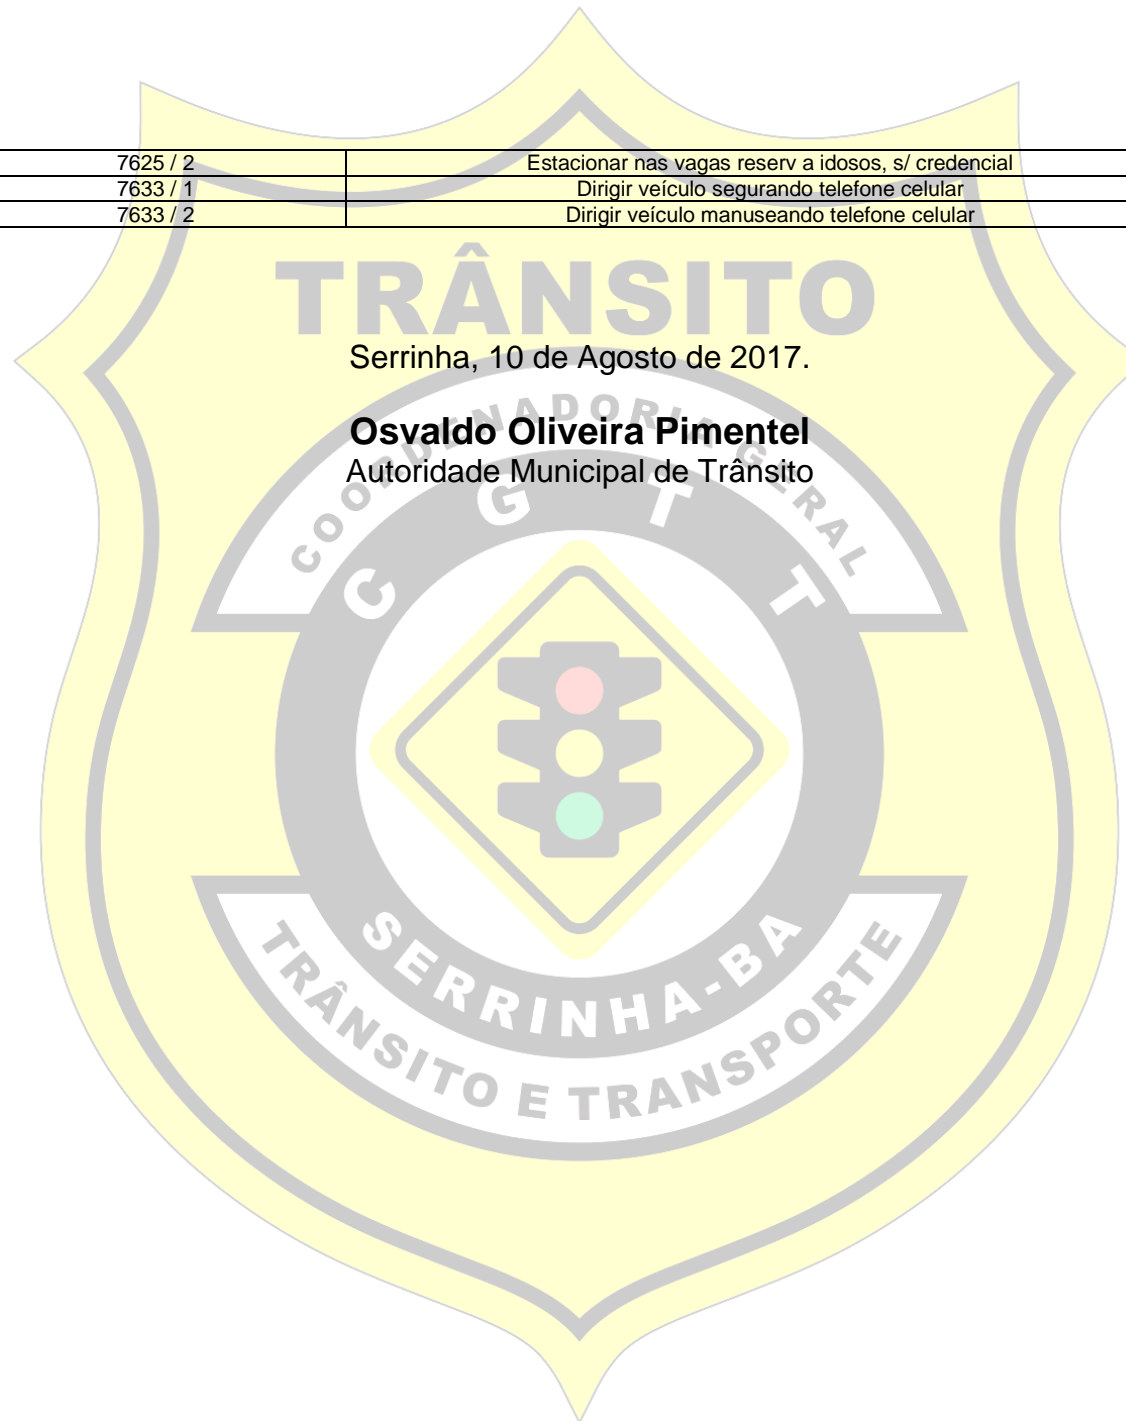 7625 / 2 Estacionar nas vagas reserv a idosos, s/ credencial
7633 / 1 Dirigir veículo segurando telefone celular
7633 / 2 Dirigir veículo manuseando telefone celular
TRÂNSITO
Serrinha, 10 de Agosto de 2017.
COORDENADORIA GERAL
Osvaldo Oliveira Pimentel
Autoridade Municipal de Trânsito
C G T T
SERRINHA-BA
TRÂNSITO E TRANSPORTE